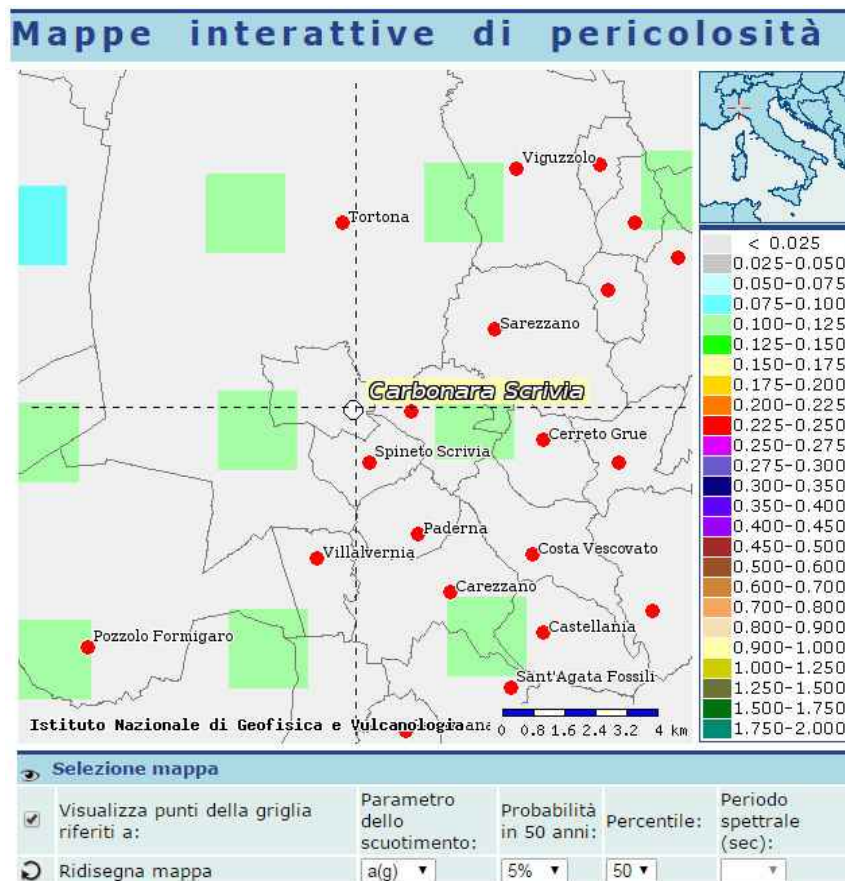 Mappe interattive di pericolosità
Viguzzolo
Tortona
Sarezzano
Carbonara Scrivia
Cerreto Grue
Spineto Scrivia
Paderna
Villalvernia
Costa Vescovato
Carezzano
Pozzolo Formigaro
Castellania
Sant'Agata Fossili
Istituto Nazionale di Geofisica e Vulcanologia
0 0.8 1.6 2.4 3.2 4 km
< 0.025
0.025-0.050
0.050-0.075
0.075-0.100
0.100-0.125
0.125-0.150
0.150-0.175
0.175-0.200
0.200-0.225
0.225-0.250
0.250-0.275
0.275-0.300
0.300-0.350
0.350-0.400
0.400-0.450
0.450-0.500
0.500-0.600
0.600-0.700
0.700-0.800
0.800-0.900
0.900-1.000
1.000-1.250
1.250-1.500
1.500-1.750
1.750-2.000
Selezione mappa
Visualizza punti della griglia riferiti a:
Parametro dello scuotimento:
Probabilità in 50 anni:
Percentile:
Periodo spettrale (sec):
Ridisegna mappa
a(g)
5%
50